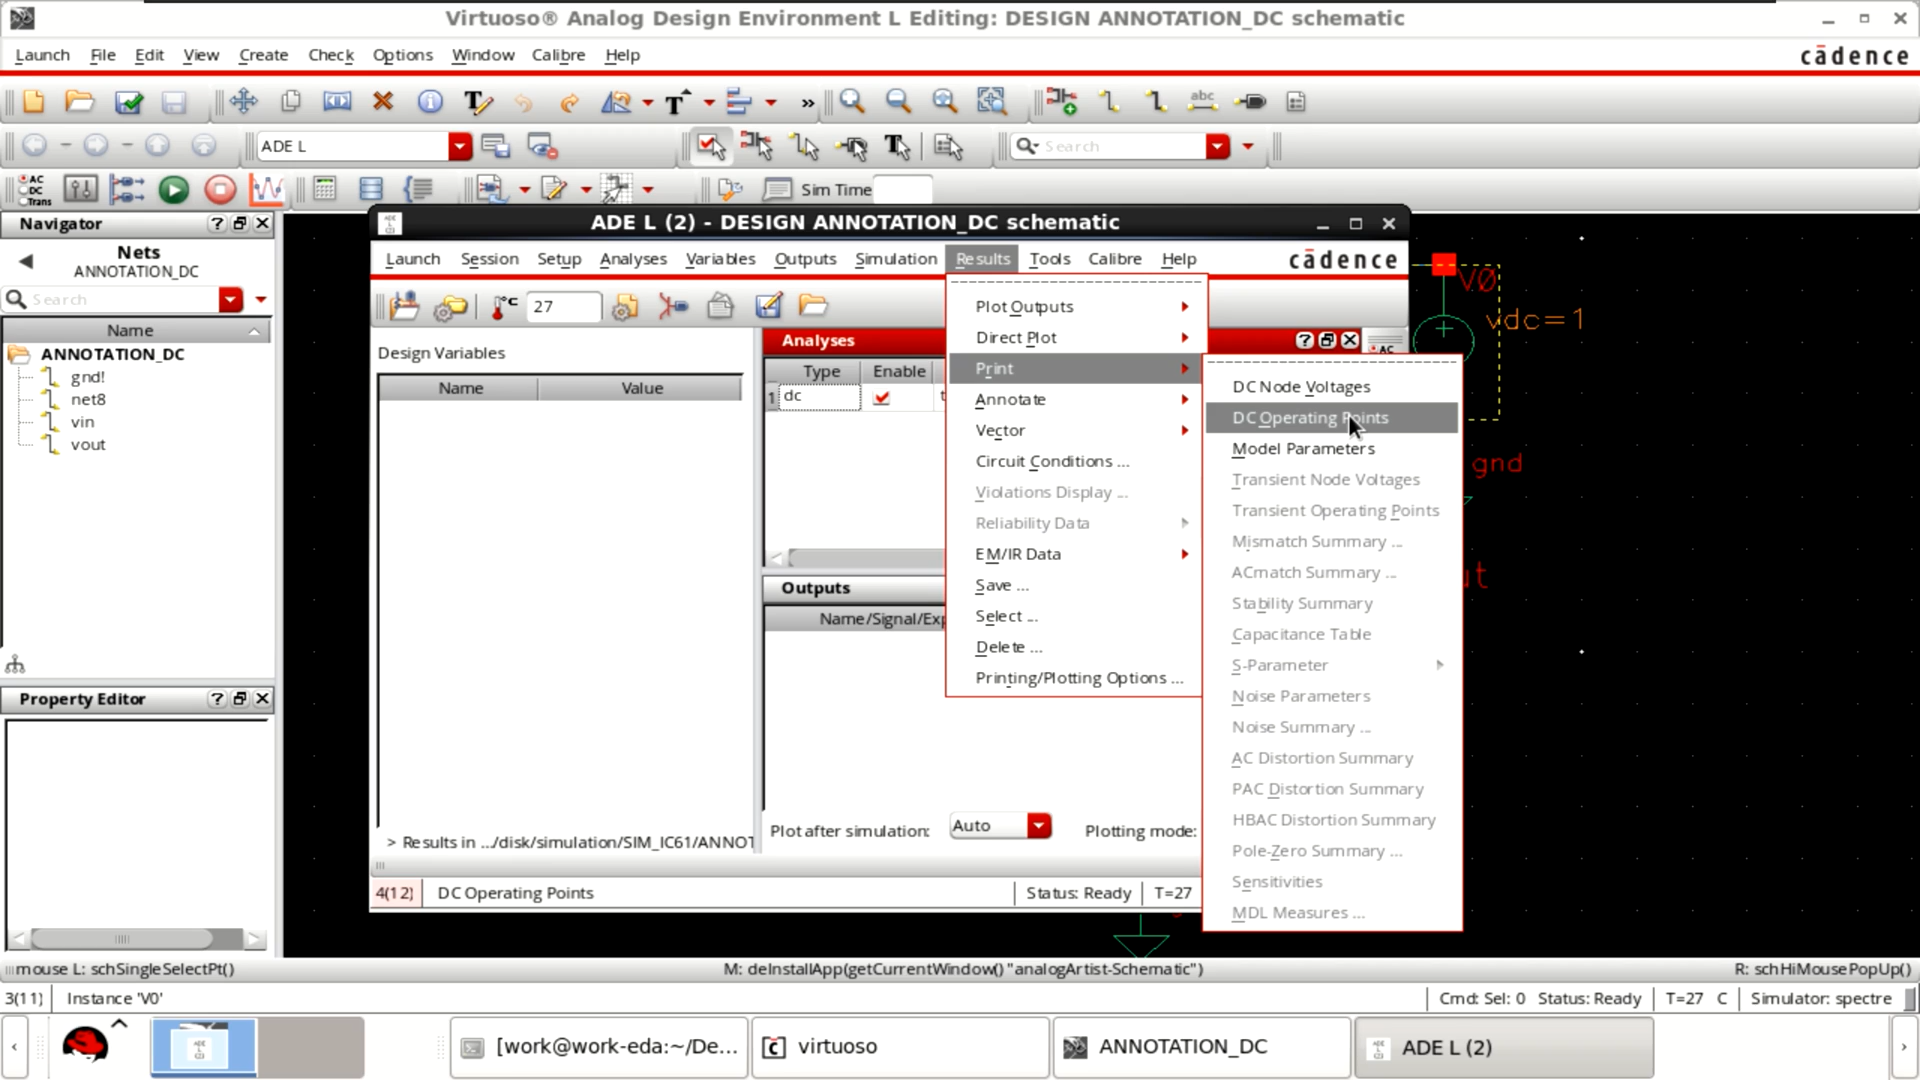 Virtuoso® Analog Design Environment L Editing: DESIGN ANNOTATION_DC schematic
Launch File Edit View Create Check Options Window Calibre Help
cādence
abc
ADE L
Search
AC
DC
Trans
Sim Time
Navigator
Nets
ANNOTATION_DC
Search
Name
ANNOTATION_DC
gnd!
net8
vin
vout
Property Editor
ADE L (2) - DESIGN ANNOTATION_DC schematic
Launch Session Setup Analyses Variables Outputs Simulation Results Tools Calibre Help
cādence
°C 27
Design Variables
Name Value
Analyses
AC
Type Enable
1 dc
Outputs
Name/Signal/Exp
Plot after simulation: Auto Plotting mode:
> Results in .../disk/simulation/SIM_IC61/ANNOT
4(12) DC Operating Points Status: Ready T=27
Plot Outputs
Direct Plot
Print
Annotate
Vector
Circuit Conditions ...
Violations Display ...
Reliability Data
EM/IR Data
Save ...
Select ...
Delete ...
Printing/Plotting Options ...
DC Node Voltages
DC Operating Points
Model Parameters
Transient Node Voltages
Transient Operating Points
Mismatch Summary ...
ACmatch Summary ...
Stability Summary
Capacitance Table
S-Parameter
Noise Parameters
Noise Summary ...
AC Distortion Summary
PAC Distortion Summary
HBAC Distortion Summary
Pole-Zero Summary ...
Sensitivities
MDL Measures ...
V0
vdc=1
gnd
mouse L: schSingleSelectPt() M: deInstallApp(getCurrentWindow() "analogArtist-Schematic") R: schHiMousePopUp()
3(11) Instance 'V0' Cmd: Sel: 0 Status: Ready T=27 C Simulator: spectre
[work@work-eda:~/De... virtuoso ANNOTATION_DC ADE L (2)